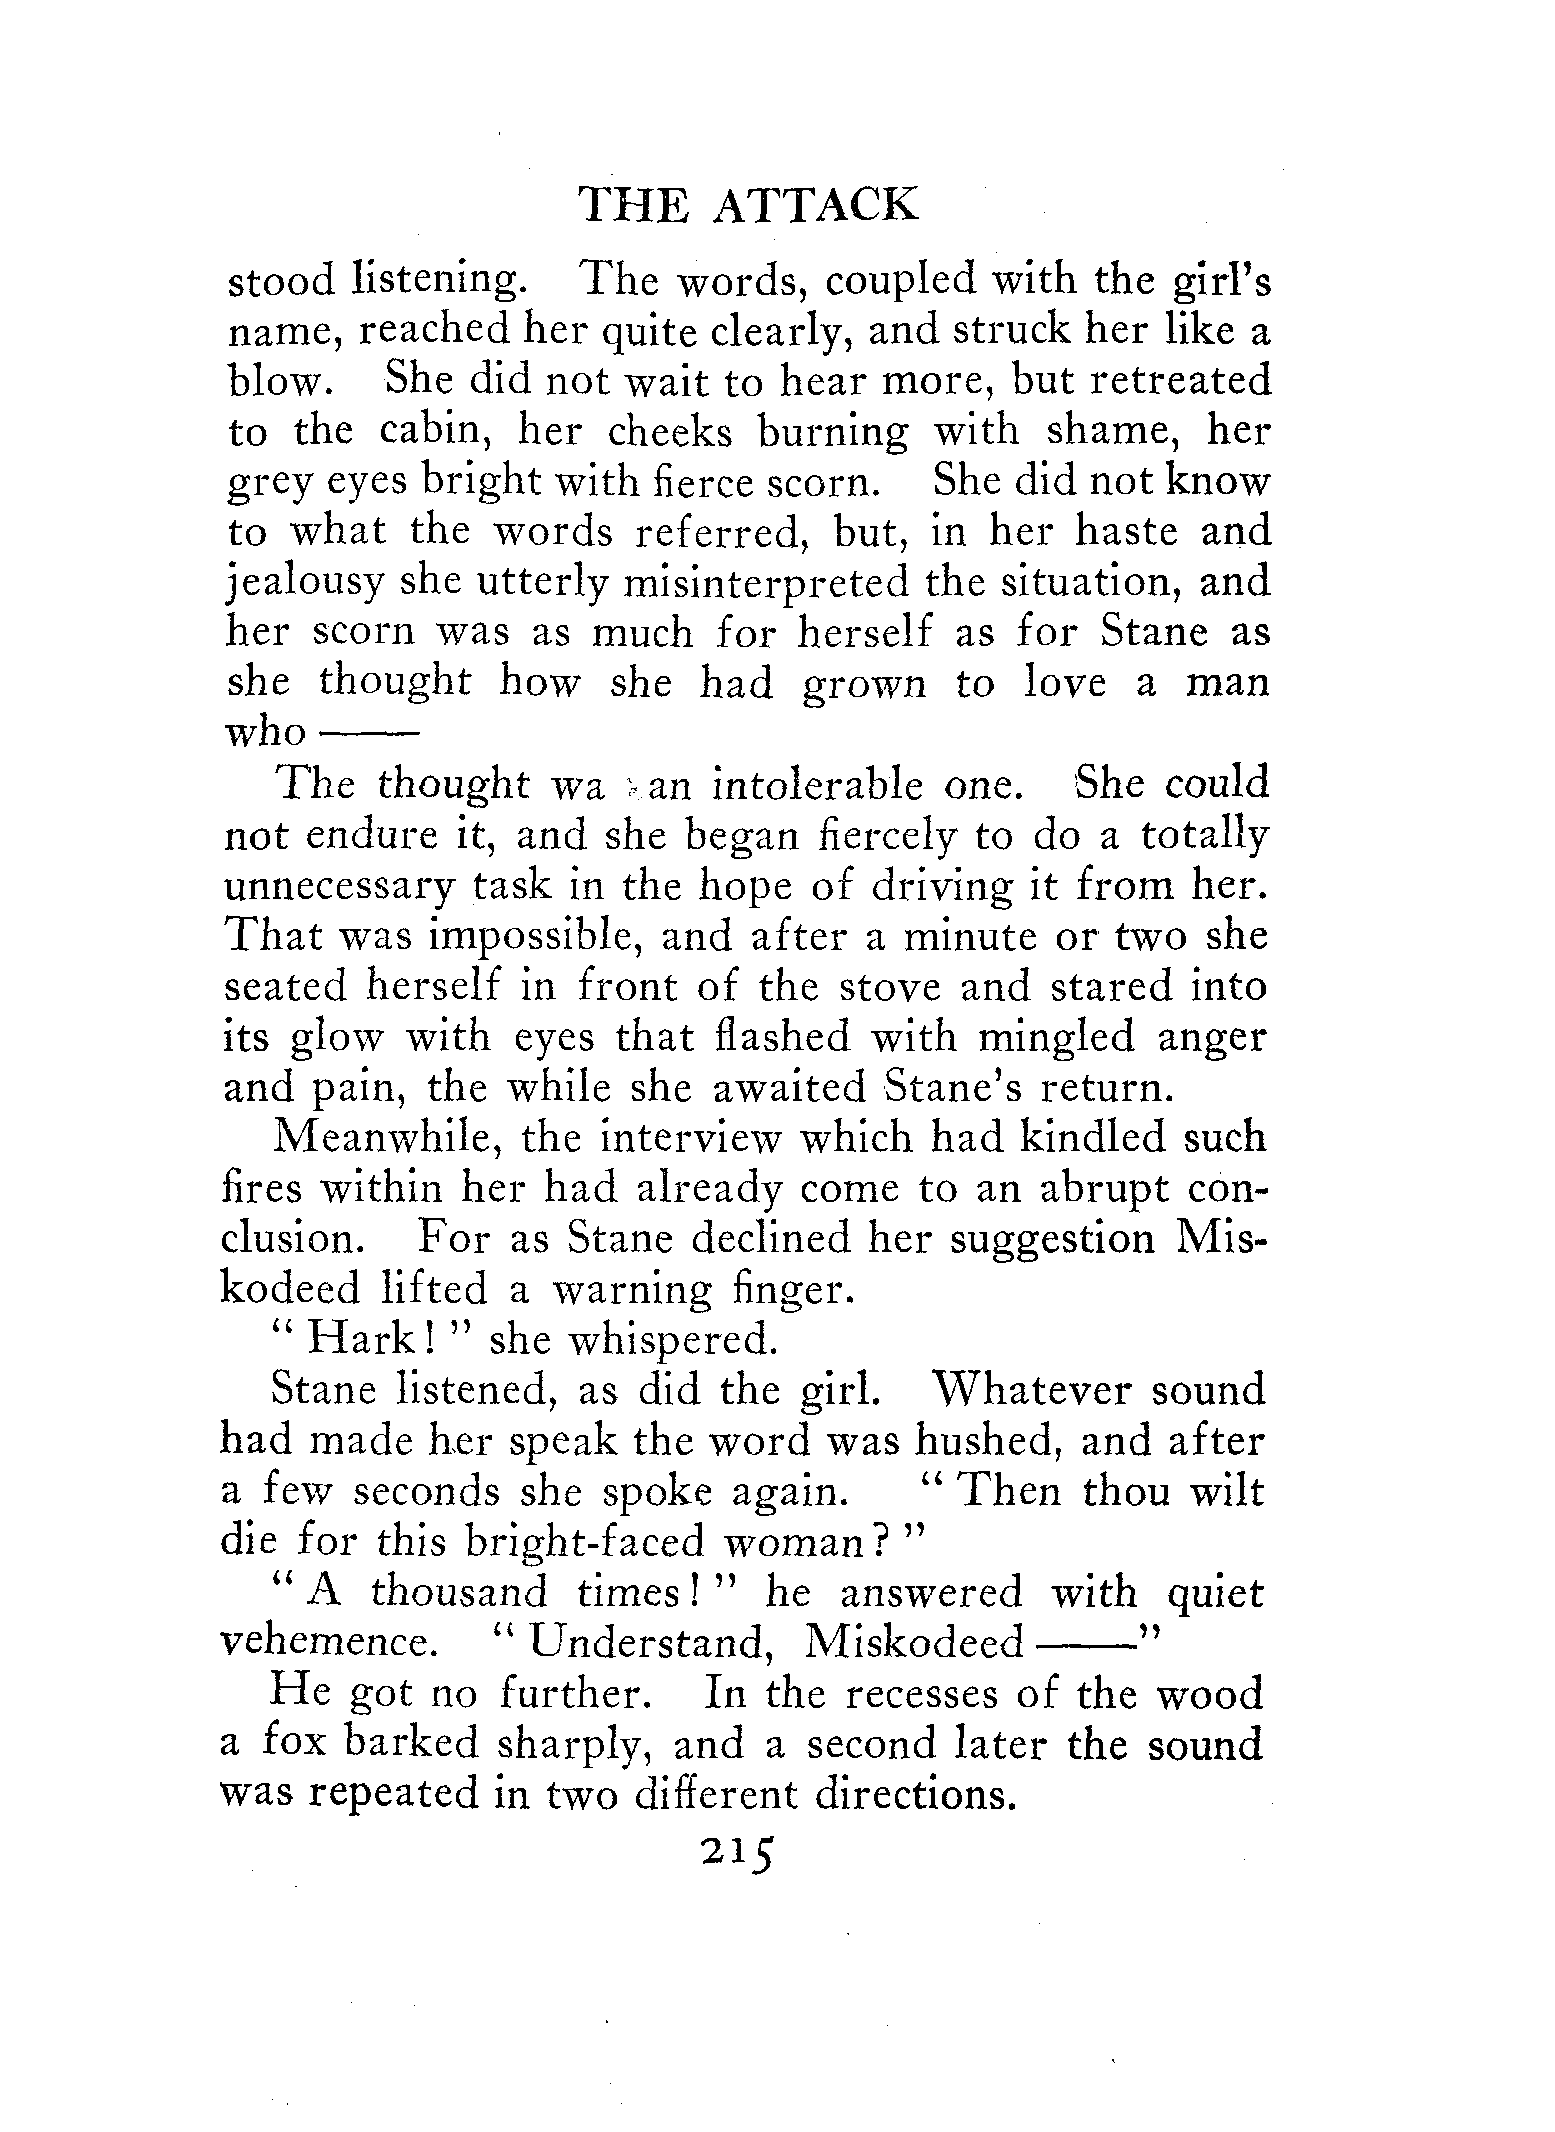 THE ATTACK
stood listening. The words, coupled with the girl's
name, reached her quite clearly, and struck her like a
blow. She did not wait to hear more, but retreated
to the cabin, her cheeks burning with shame, her
grey eyes bright with fierce scorn. She did not know
to what the words referred, but, in her haste and
jealousy she utterly misinterpreted the situation, and
her scorn was as much for herself as for Stane as
she thought how she had grown to love a man
who ——
The thought wa an intolerable one. She could
not endure it, and she began fiercely to do a totally
unnecessary task in the hope of driving it from her.
That was impossible, and after a minute or two she
seated herself in front of the stove and stared into
its glow with eyes that flashed with mingled anger
and pain, the while she awaited Stane's return.
Meanwhile, the interview which had kindled such
fires within her had already come to an abrupt con-
clusion. For as Stane declined her suggestion Mis-
kodeed lifted a warning finger.
“ Hark! ” she whispered.
Stane listened, as did the girl. Whatever sound
had made her speak the word was hushed, and after
a few seconds she spoke again. “ Then thou wilt
die for this bright-faced woman? ”
“ A thousand times! ” he answered with quiet
vehemence. “ Understand, Miskodeed ——”
He got no further. In the recesses of the wood
a fox barked sharply, and a second later the sound
was repeated in two different directions.
215